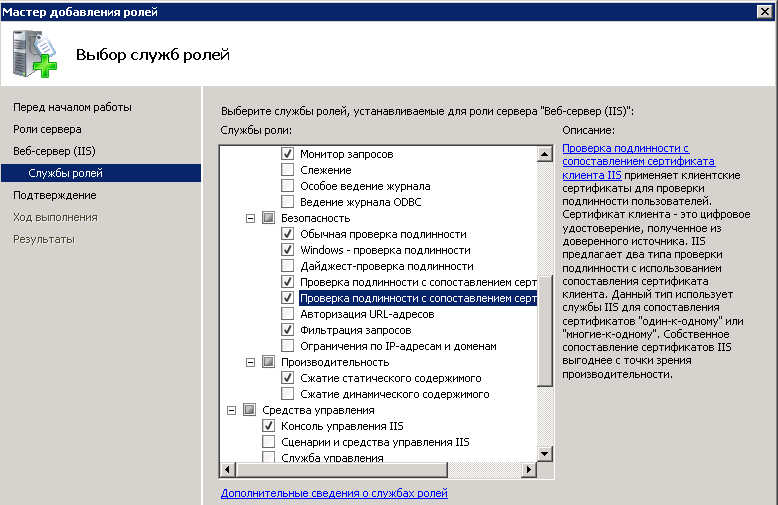 Мастер добавления ролей
Выбор служб ролей
Перед началом работы
Роли сервера
Веб-сервер (IIS)
Службы ролей
Подтверждение
Ход выполнения
Результаты
Выберите службы ролей, устанавливаемые для роли сервера "Веб-сервер (IIS)":
Службы роли:
Монитор запросов
Слежение
Особое ведение журнала
Ведение журнала ODBC
Безопасность
Обычная проверка подлинности
Windows - проверка подлинности
Дайджест-проверка подлинности
Проверка подлинности с сопоставлением серт
Проверка подлинности с сопоставлением серт
Авторизация URL-адресов
Фильтрация запросов
Ограничения по IP-адресам и доменам
Производительность
Сжатие статического содержимого
Сжатие динамического содержимого
Средства управления
Консоль управления IIS
Сценарии и средства управления IIS
Служба управления
Описание:
Проверка подлинности с
сопоставлением сертификата
клиента IIS применяет клиентские
сертификаты для проверки
подлинности пользователей.
Сертификат клиента - это цифровое
удостоверение, полученное из
доверенного источника. IIS
предлагает два типа проверки
подлинности с использованием
сопоставления сертификата
клиента. Данный тип использует
службы IIS для сопоставления
сертификатов "один-к-одному" или
"многие-к-одному". Собственное
сопоставление сертификатов IIS
выгоднее с точки зрения
производительности.
Дополнительные сведения о службах ролей